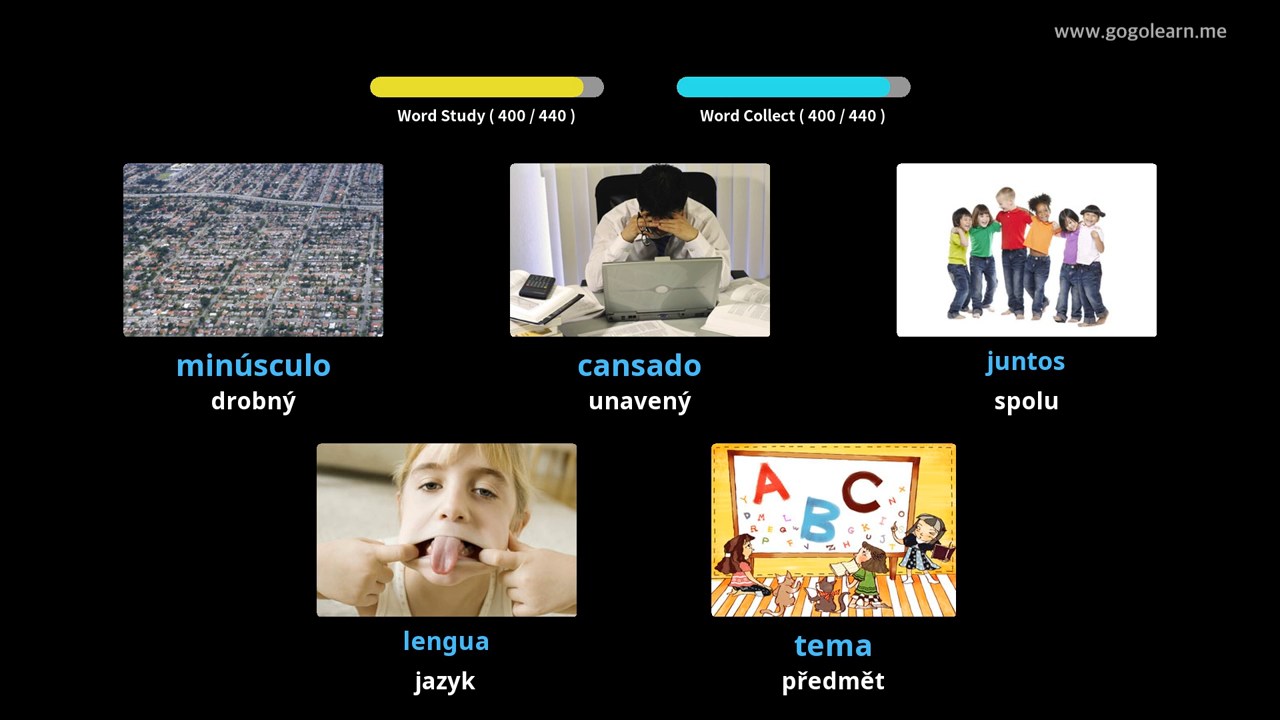 www.gogolearn.me
Word Study ( 400 / 440 )
Word Collect ( 400 / 440 )
minúsculo
drobný
cansado
unavený
juntos
spolu
A B C
lengua
jazyk
tema
předmět